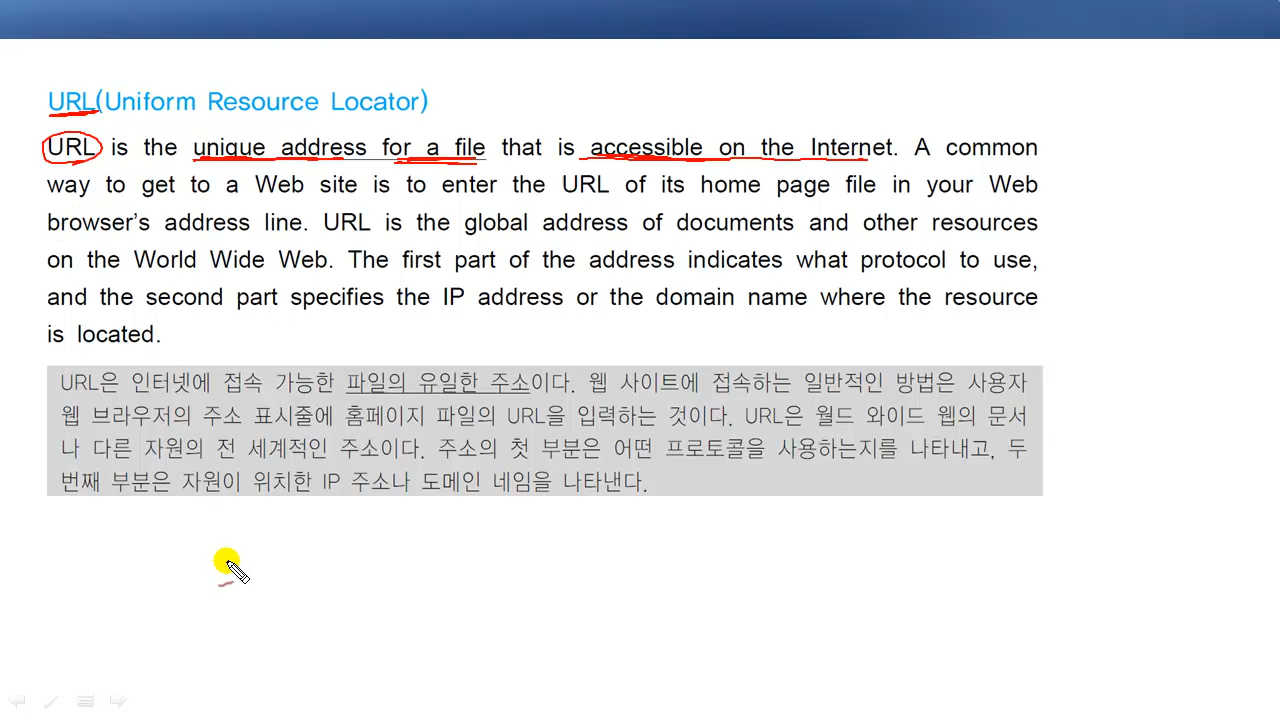 URL(Uniform Resource Locator)
URL is the unique address for a file that is accessible on the Internet. A common
way to get to a Web site is to enter the URL of its home page file in your Web
browser's address line. URL is the global address of documents and other resources
on the World Wide Web. The first part of the address indicates what protocol to use,
and the second part specifies the IP address or the domain name where the resource
is located.
URL은 인터넷에 접속 가능한 파일의 유일한 주소이다. 웹 사이트에 접속하는 일반적인 방법은 사용자
웹 브라우저의 주소 표시줄에 홈페이지 파일의 URL을 입력하는 것이다. URL은 월드 와이드 웹의 문서
나 다른 자원의 전 세계적인 주소이다. 주소의 첫 부분은 어떤 프로토콜을 사용하는지를 나타내고, 두
번째 부분은 자원이 위치한 IP 주소나 도메인 네임을 나타낸다.